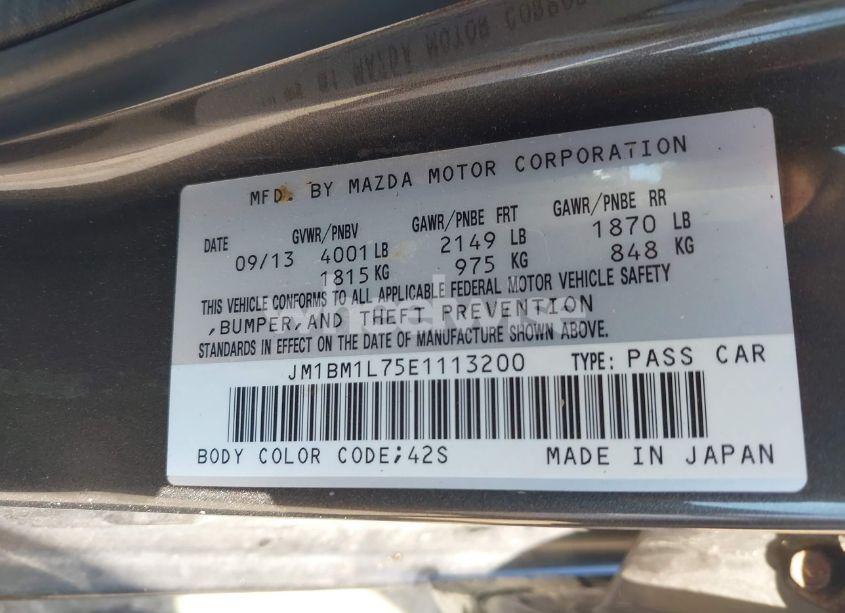 MFD. BY MAZDA MOTOR CORPORATION
DATE GVWR/PNBV GAWR/PNBE FRT GAWR/PNBE RR
09/13 4001 LB 2149 LB 1870 LB
1815 KG 975 KG 848 KG
THIS VEHICLE CONFORMS TO ALL APPLICABLE FEDERAL MOTOR VEHICLE SAFETY
,BUMPER,AND THEFT PREVENTION
STANDARDS IN EFFECT ON THE DATE OF MANUFACTURE SHOWN ABOVE.
JM1BM1L75E1113200 TYPE: PASS CAR
BODY COLOR CODE;42S MADE IN JAPAN